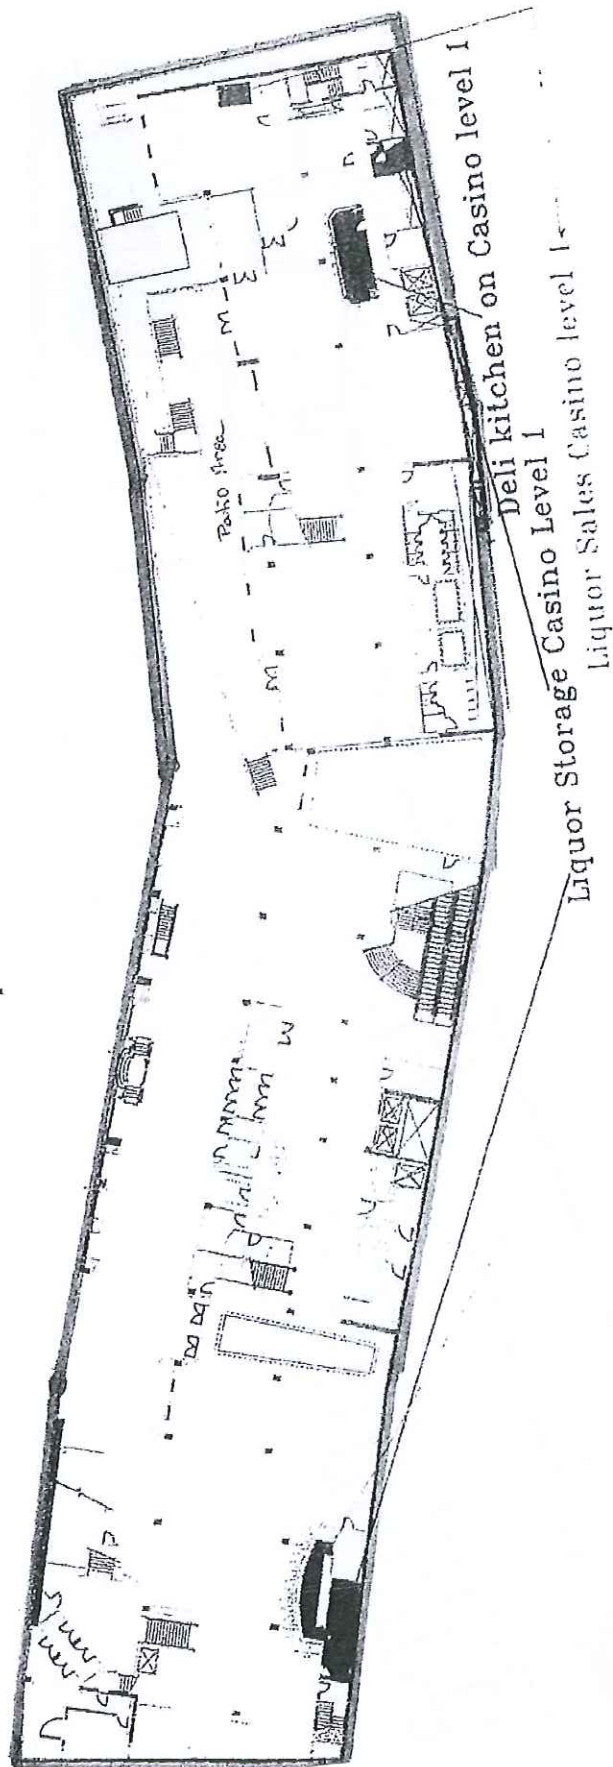 Patio Area
Deli kitchen on Casino level 1
Liquor Storage Casino Level 1
Liquor Sales Casino level 1